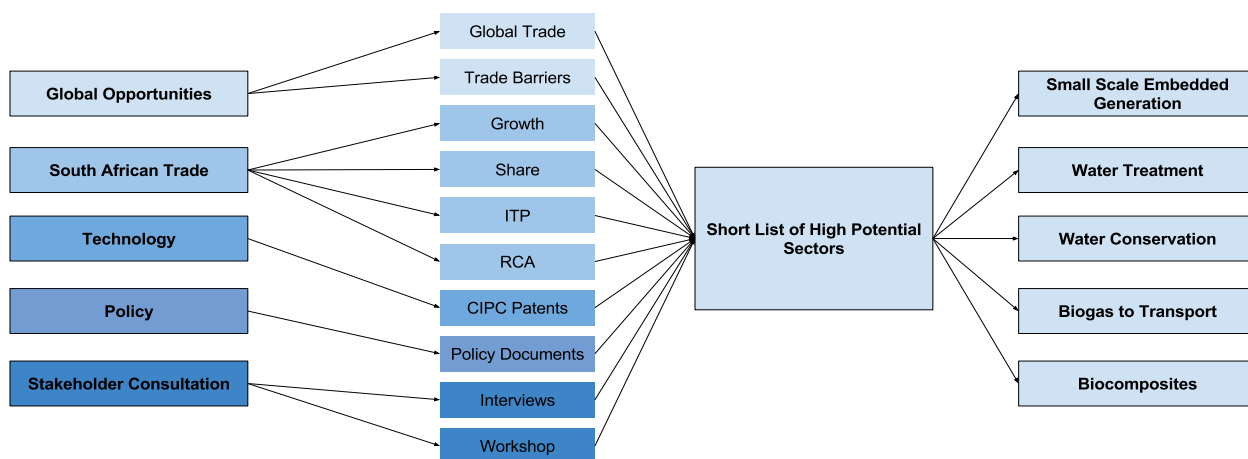 Global Opportunities
South African Trade
Technology
Policy
Stakeholder Consultation
Global Trade
Trade Barriers
Growth
Share
ITP
RCA
CIPC Patents
Policy Documents
Interviews
Workshop
Short List of High Potential
Sectors
Small Scale Embedded
Generation
Water Treatment
Water Conservation
Biogas to Transport
Biocomposites